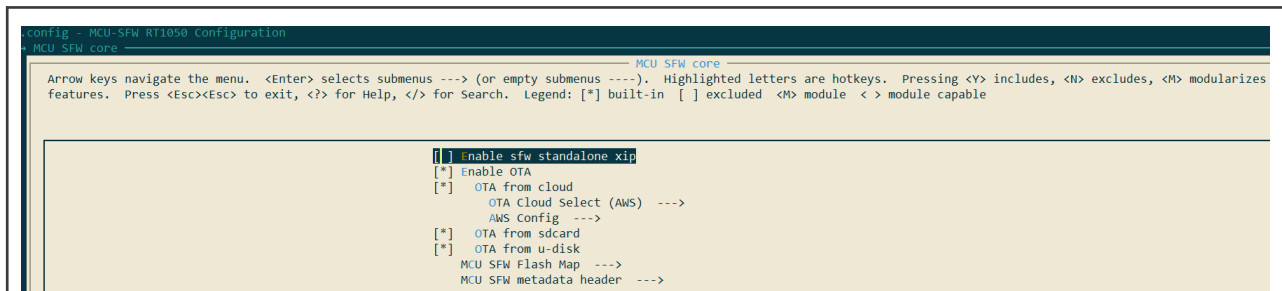 .config - MCU-SFW RT1050 Configuration
→ MCU SFW core
MCU SFW core
Arrow keys navigate the menu. <Enter> selects submenus ---> (or empty submenus ----). Highlighted letters are hotkeys. Pressing <Y> includes, <N> excludes, <M> modularizes
features. Press <Esc><Esc> to exit, <?> for Help, </> for Search. Legend: [*] built-in [ ] excluded <M> module < > module capable
[ ] Enable sfw standalone xip
[*] Enable OTA
[*] OTA from cloud
OTA Cloud Select (AWS) --->
AWS Config --->
[*] OTA from sdcard
[*] OTA from u-disk
MCU SFW Flash Map --->
MCU SFW metadata header --->